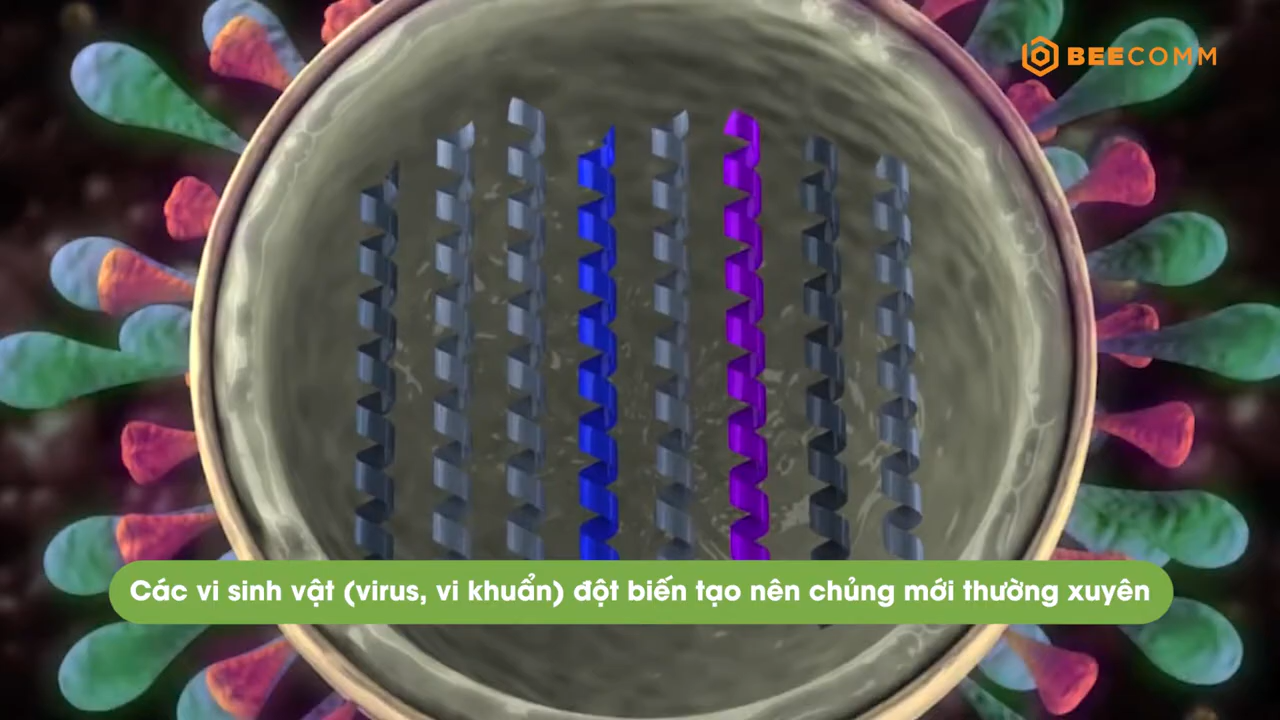 BEECOMM
Các vi sinh vật (virus, vi khuẩn) đột biến tạo nên chủng mới thường xuyên